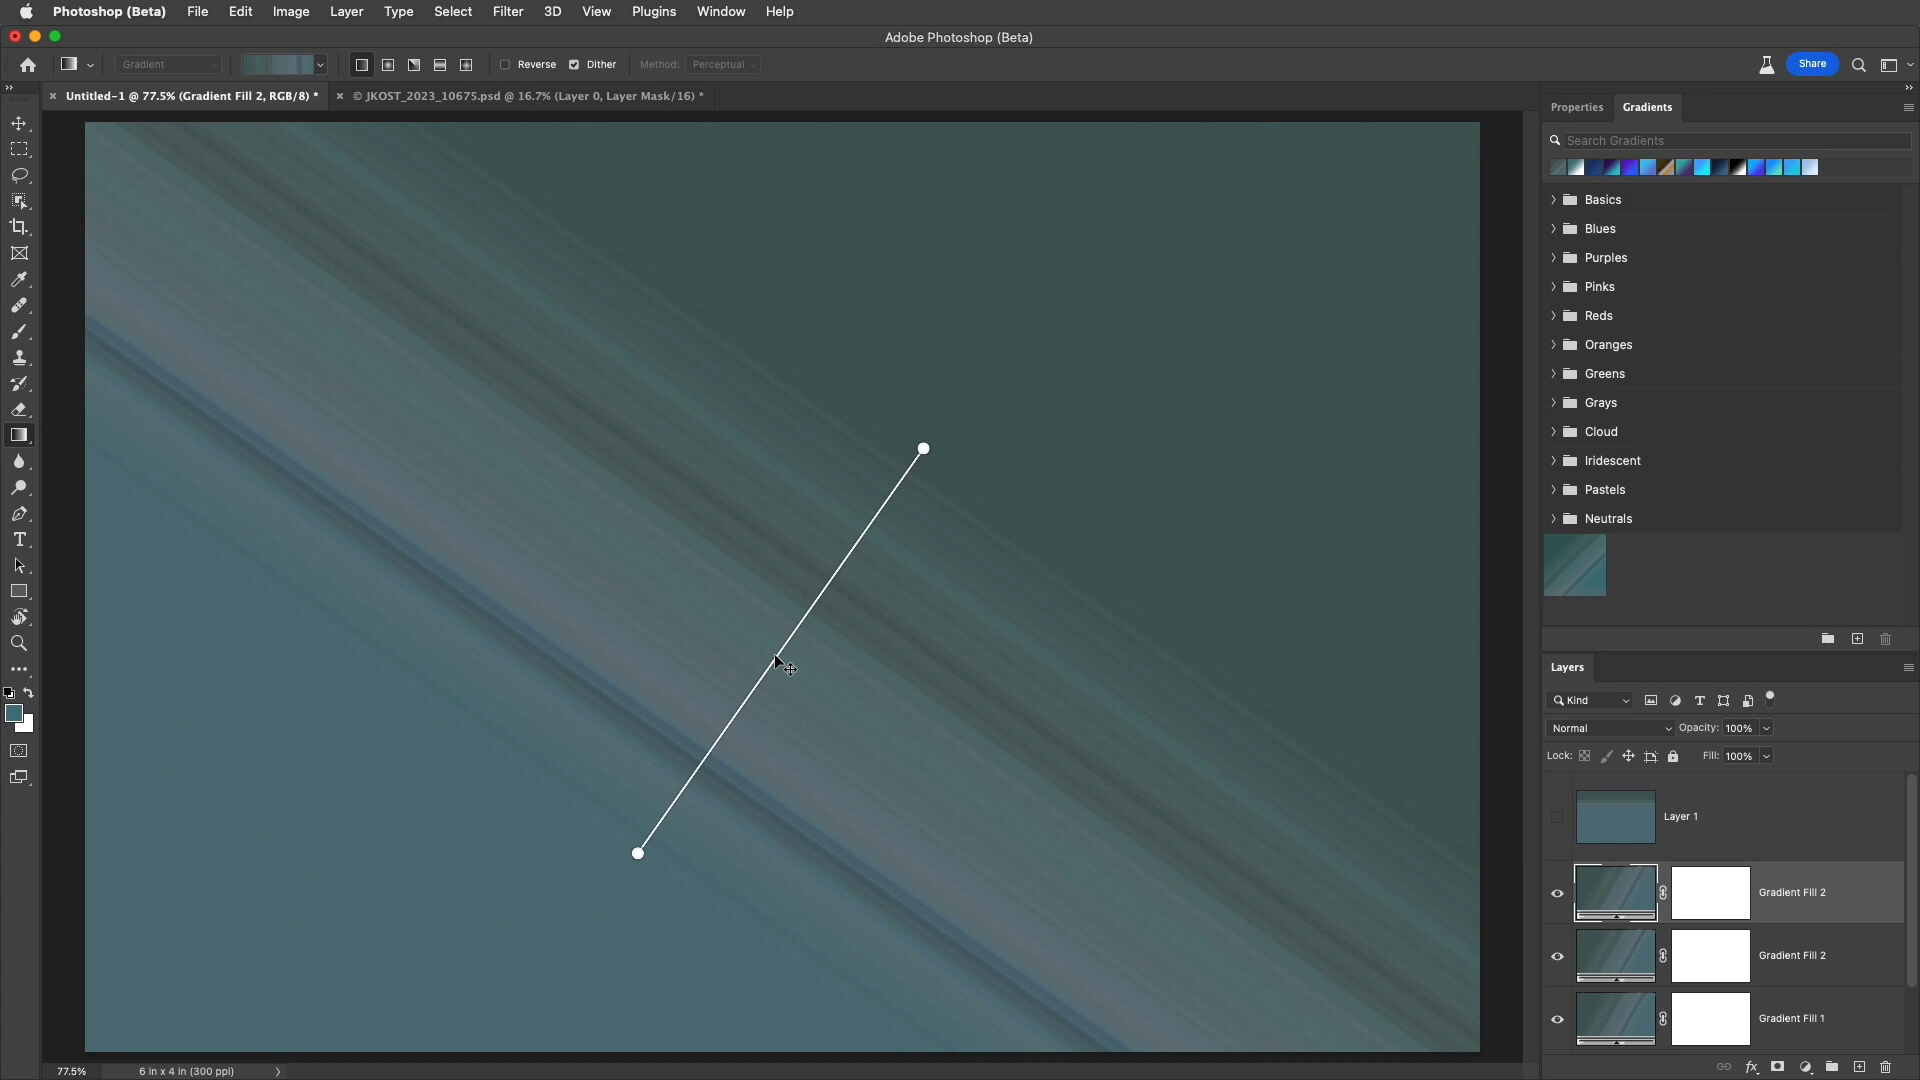 Photoshop (Beta) File Edit Image Layer Type Select Filter 3D View Plugins Window Help
Adobe Photoshop (Beta)
Gradient Reverse Dither Method: Perceptual Share
Untitled-1 @ 77.5% (Gradient Fill 2, RGB/8) * © JKOST_2023_10675.psd @ 16.7% (Layer 0, Layer Mask/16) *
Properties Gradients
Search Gradients
Basics
Blues
Purples
Pinks
Reds
Oranges
Greens
Grays
Cloud
Iridescent
Pastels
Neutrals
Layers
Kind
Normal Opacity: 100%
Lock: Fill: 100%
Layer 1
Gradient Fill 2
Gradient Fill 2
Gradient Fill 1
77.5% 6 in x 4 in (300 ppi)